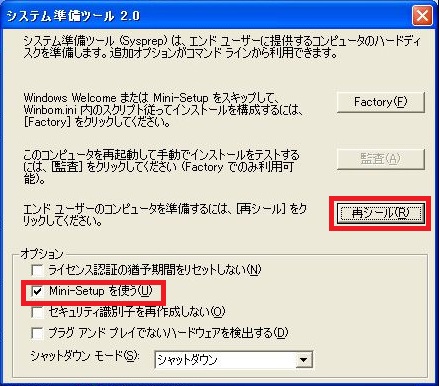 システム準備ツール 2.0
システム準備ツール (Sysprep) は、エンド ユーザーに提供するコンピュータのハードディ
スクを準備します。追加オプションがコマンド ラインから利用できます。
Windows Welcome または Mini-Setup をスキップして、
Winbom.ini 内のスクリプト従ってインストールを構成するには、
[Factory] をクリックしてください。
Factory(F)
このコンピュータを再起動して手動でインストールをテストする
には、[監査] をクリックしてください (Factory でのみ利用可
能)。
監査(A)
エンド ユーザーのコンピュータを準備するには、[再シール] をク
リックしてください。
再シール(R)
オプション
ライセンス認証の猶予期間をリセットしない(N)
Mini-Setup を使う(U)
セキュリティ識別子を再作成しない(O)
プラグ アンド プレイでないハードウェアを検出する(D)
シャットダウン モード(S):
シャットダウン